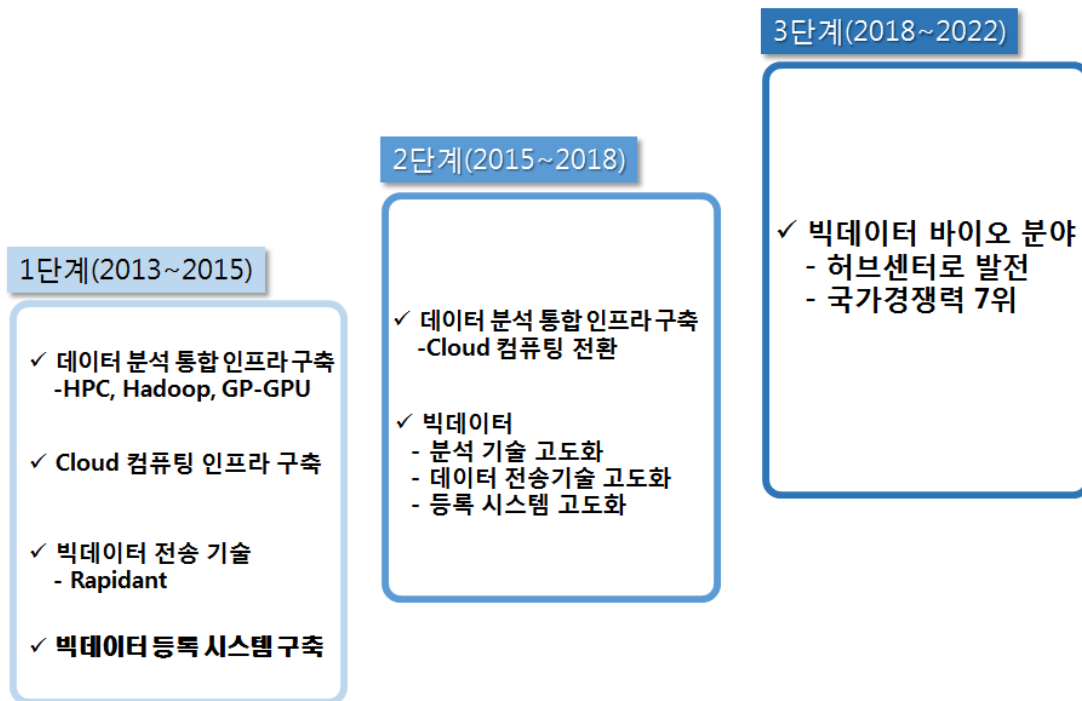 1단계(2013~2015)
✓ 데이터 분석 통합 인프라 구축
-HPC, Hadoop, GP-GPU
✓ Cloud 컴퓨팅 인프라 구축
✓ 빅데이터 전송 기술
- Rapidant
✓ 빅데이터 등록 시스템 구축
2단계(2015~2018)
✓ 데이터 분석 통합 인프라 구축
-Cloud 컴퓨팅 전환
✓ 빅데이터
- 분석 기술 고도화
- 데이터 전송기술 고도화
- 등록 시스템 고도화
3단계(2018~2022)
✓ 빅데이터 바이오 분야
- 허브센터로 발전
- 국가경쟁력 7위